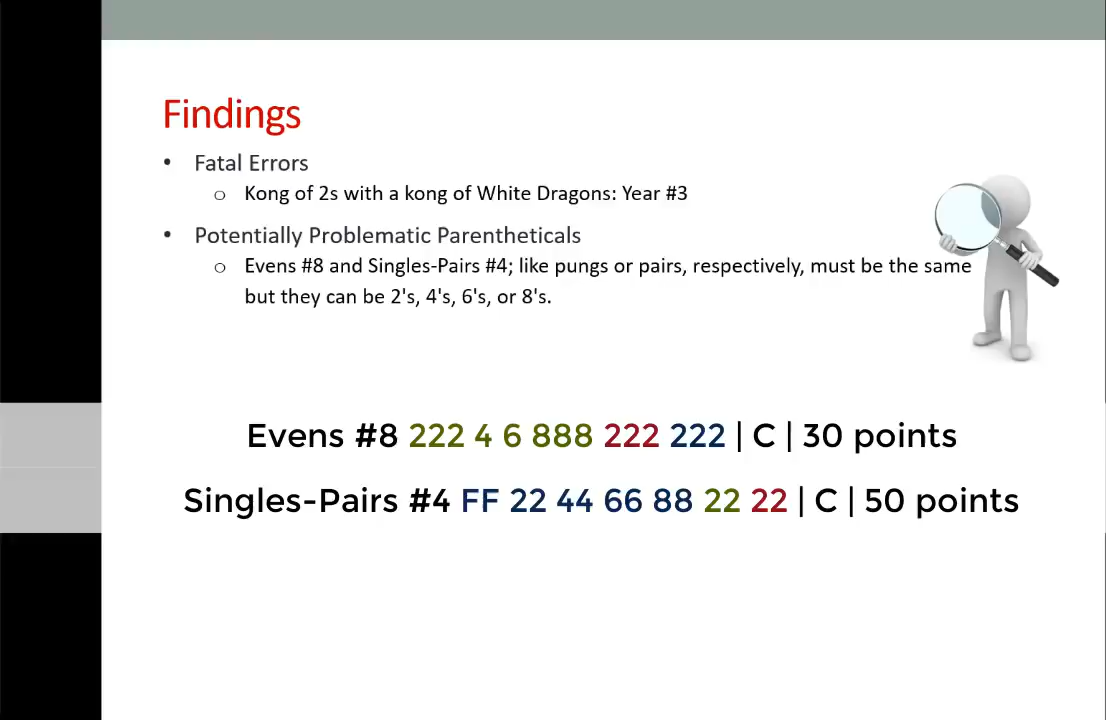 Findings
• Fatal Errors
o Kong of 2s with a kong of White Dragons: Year #3
• Potentially Problematic Parentheticals
o Evens #8 and Singles-Pairs #4; like pungs or pairs, respectively, must be the same
but they can be 2's, 4's, 6's, or 8's.
Evens #8 222 4 6 888 222 222 | C | 30 points
Singles-Pairs #4 FF 22 44 66 88 22 22 | C | 50 points